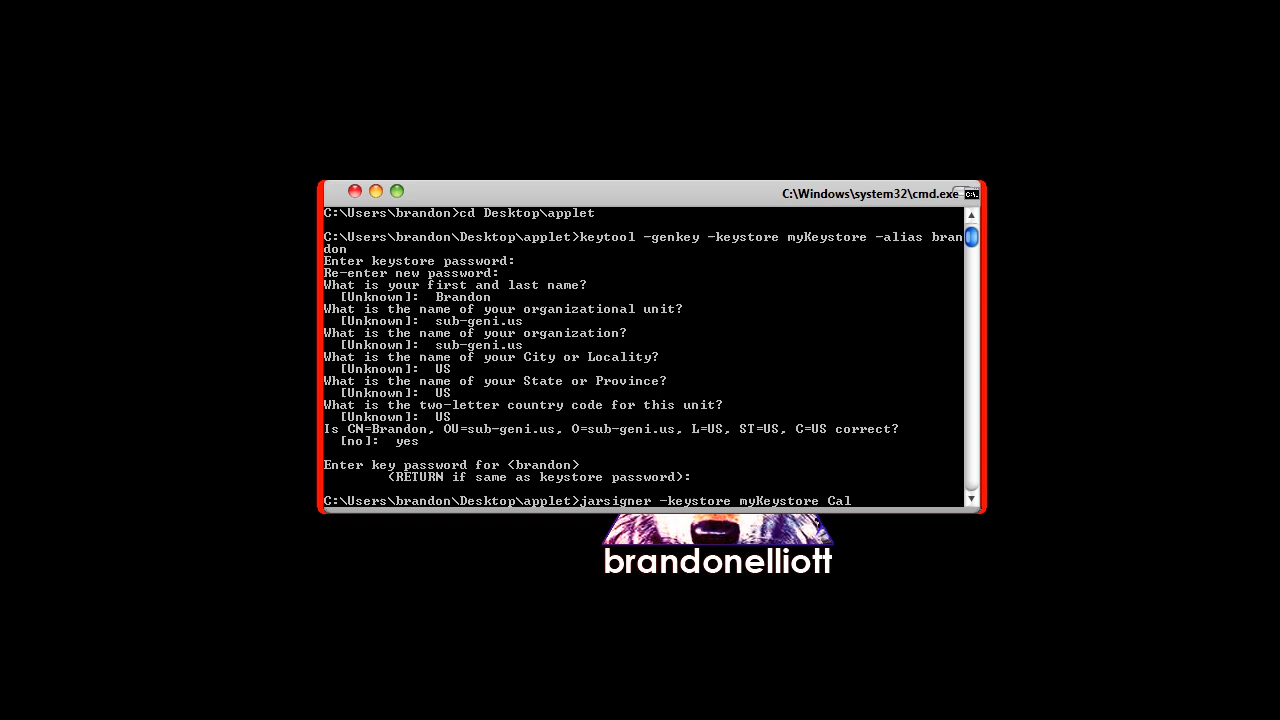 C:\Windows\system32\cmd.exe
C:\Users\brandon>cd Desktop\applet
C:\Users\brandon\Desktop\applet>keytool -genkey -keystore myKeystore -alias bran
don
Enter keystore password:
Re-enter new password:
What is your first and last name?
[Unknown]: Brandon
What is the name of your organizational unit?
[Unknown]: sub-geni.us
What is the name of your organization?
[Unknown]: sub-geni.us
What is the name of your City or Locality?
[Unknown]: US
What is the name of your State or Province?
[Unknown]: US
What is the two-letter country code for this unit?
[Unknown]: US
Is CN=Brandon, OU=sub-geni.us, O=sub-geni.us, L=US, ST=US, C=US correct?
[no]: yes
Enter key password for <brandon>
(RETURN if same as keystore password):
C:\Users\brandon\Desktop\applet>jarsigner -keystore myKeystore Cal
brandonelliott